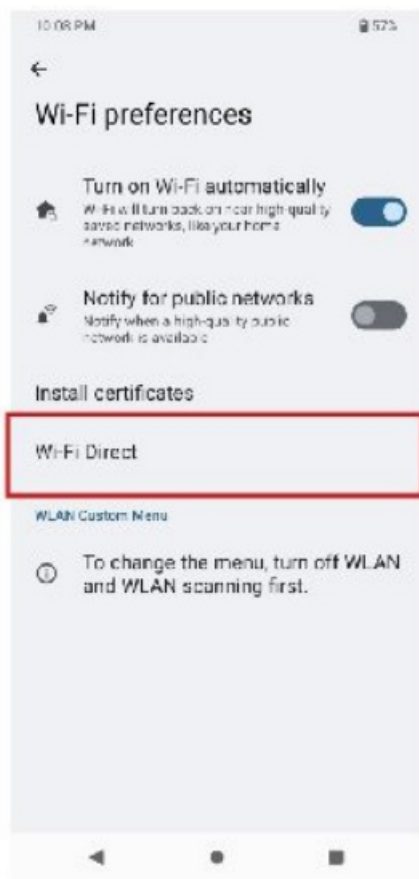 10:08 PM 57%
Wi-Fi preferences
Turn on Wi-Fi automatically
Wi-Fi will turn back on near high-quality
saved networks, like your home
network
Notify for public networks
Notify when a high-quality public
network is available
Install certificates
Wi-Fi Direct
WLAN Custom Menu
To change the menu, turn off WLAN
and WLAN scanning first.